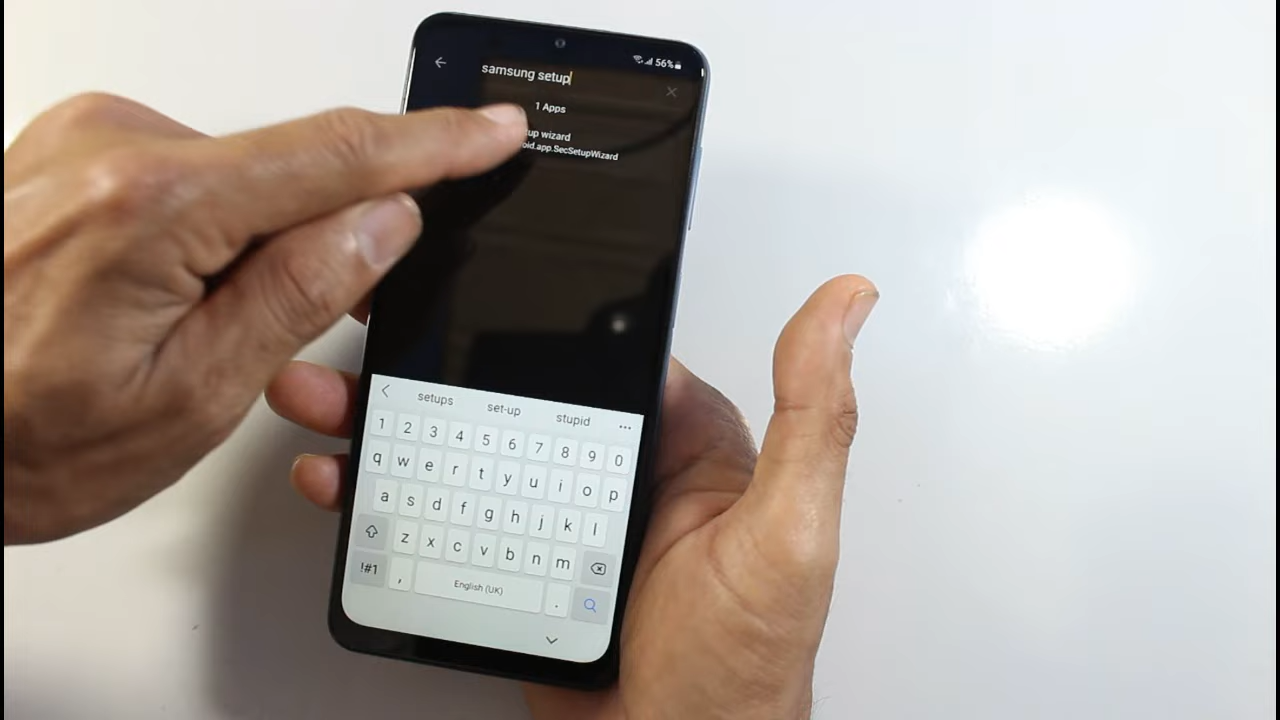 56%
samsung setup
1 Apps
up wizard
oid.app.SecSetupWizard
setups set-up stupid
1 2 3 4 5 6 7 8 9 0
q w e r t y u i o p
a s d f g h j k l
z x c v b n m
!#1 , English (UK) .